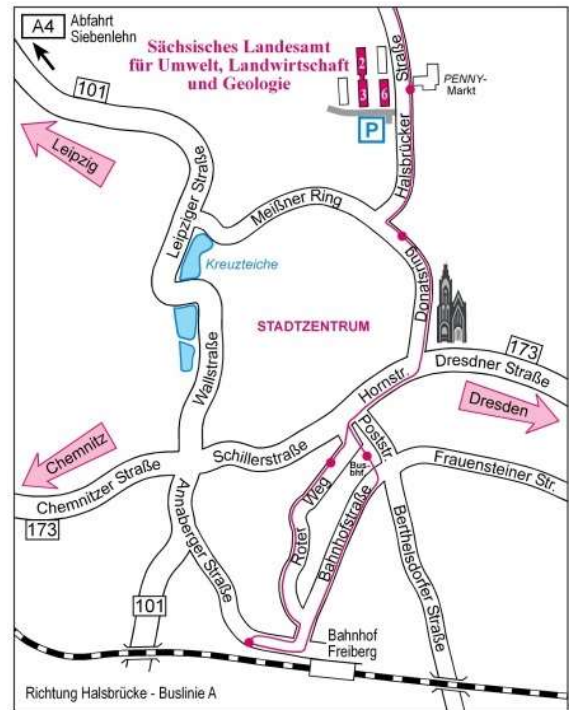 A4
Abfahrt
Siebenlehn
Sächsisches Landesamt
für Umwelt, Landwirtschaft
und Geologie
2
3
6
P
Straße
Halsbrücker
PENNY-
Markt
101
Leipzig
Leipziger Straße
Meißner Ring
Kreuzteiche
Donatsring
STADTZENTRUM
173
Dresdner Straße
Dresden
Wallstraße
Hornstr.
Poststr.
Chemnitz
Chemnitzer Straße
173
Schillerstraße
Bus-
bhf.
Frauensteiner Str.
Roter Weg
Bahnhofstraße
Berthelsdorfer Straße
Annaberger Straße
101
Bahnhof
Freiberg
Richtung Halsbrücke - Buslinie A